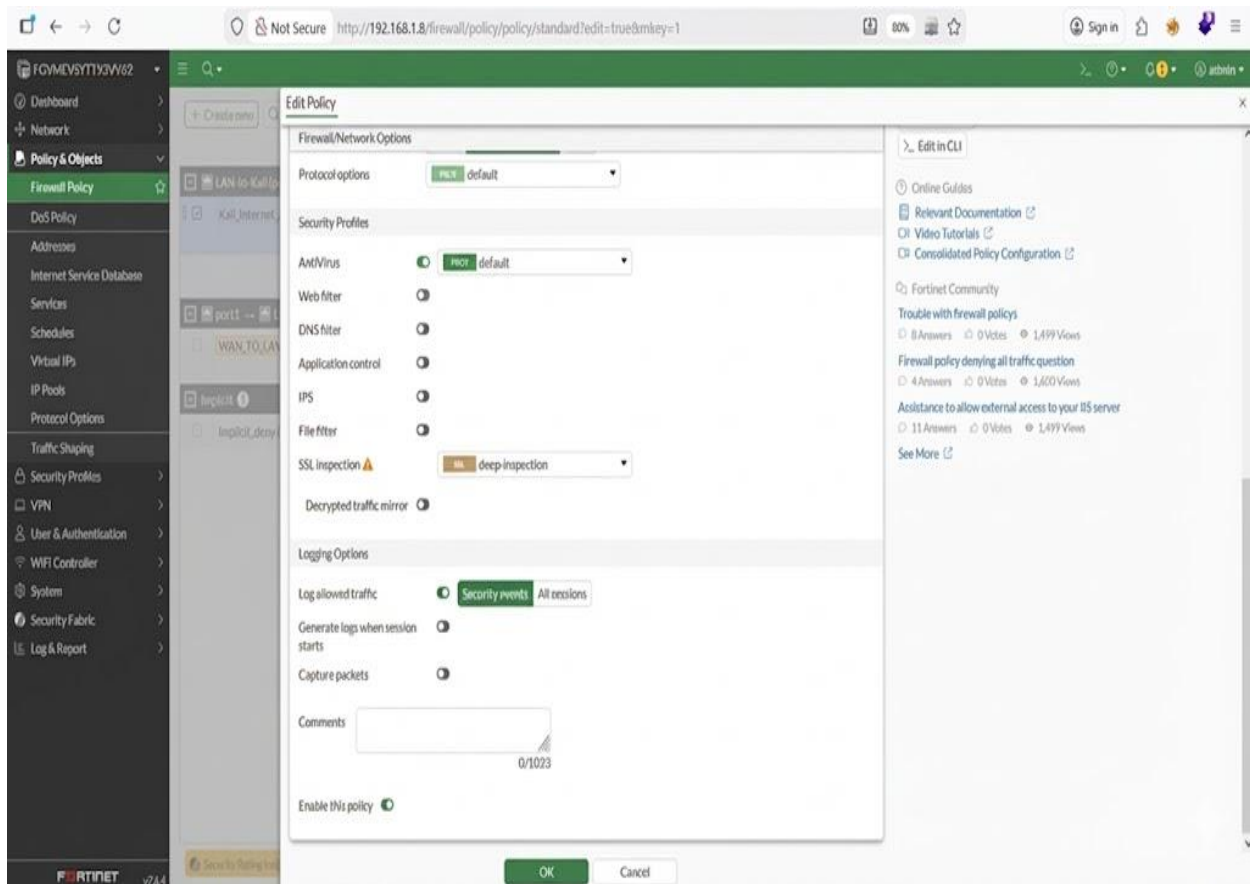 Not Secure http://192.168.1.8/firewall/policy/policy/standard?edit=true&mkey=1
80%
Sign in
Dashboard
Network
Policy & Objects
Firewall Policy
DoS Policy
Addresses
Internet Service Database
Services
Schedules
Virtual IPs
IP Pools
Protocol Options
Traffic Shaping
Security Profiles
VPN
User & Authentication
WiFi Controller
System
Security Fabric
Log & Report
FORTINET v7.6.4
+ Create new
LAN-to-Kali
Kali_Internet
port1 →
WAN_TO_LAN
Implicit
Implicit_deny
Security Rating
Edit Policy
Firewall/Network Options
Protocol options
default
Security Profiles
AntiVirus
default
Web filter
DNS filter
Application control
IPS
File filter
SSL inspection
SSL deep-inspection
Decrypted traffic mirror
Logging Options
Log allowed traffic
Security events All sessions
Generate logs when session
starts
Capture packets
Comments
0/1023
Enable this policy
OK Cancel
>_ Edit in CLI
Online Guides
Relevant Documentation
Video Tutorials
Consolidated Policy Configuration
Fortinet Community
Trouble with firewall policys
8 Answers 0 Votes 1,499 Views
Firewall policy denying all traffic question
4 Answers 0 Votes 1,600 Views
Assistance to allow external access to your IIS server
11 Answers 0 Votes 1,499 Views
See More